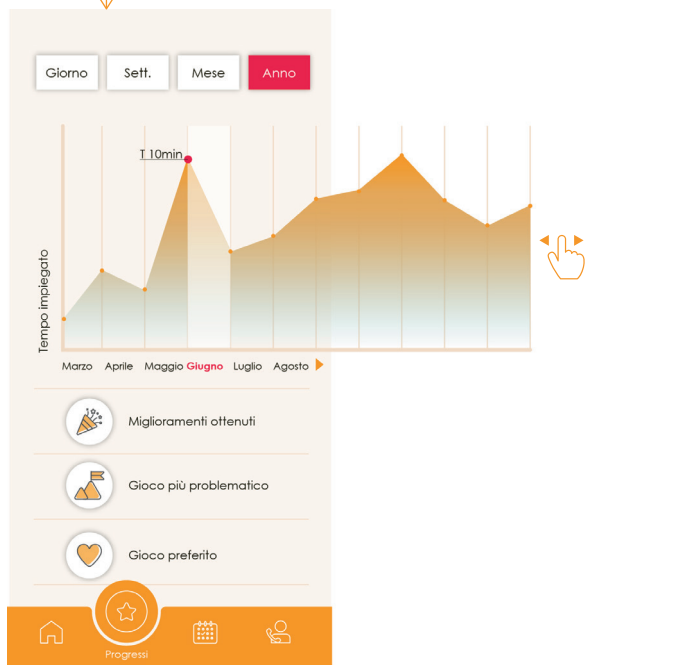 Giorno Sett. Mese Anno
T 10min
Tempo impiegato
Marzo Aprile Maggio Giugno Luglio Agosto
Miglioramenti ottenuti
Gioco più problematico
Gioco preferito
Progressi